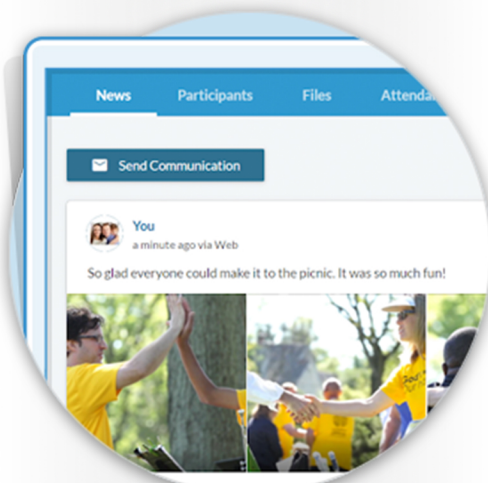 News Participants Files Attenda
Send Communication
You
a minute ago via Web
So glad everyone could make it to the picnic. It was so much fun!